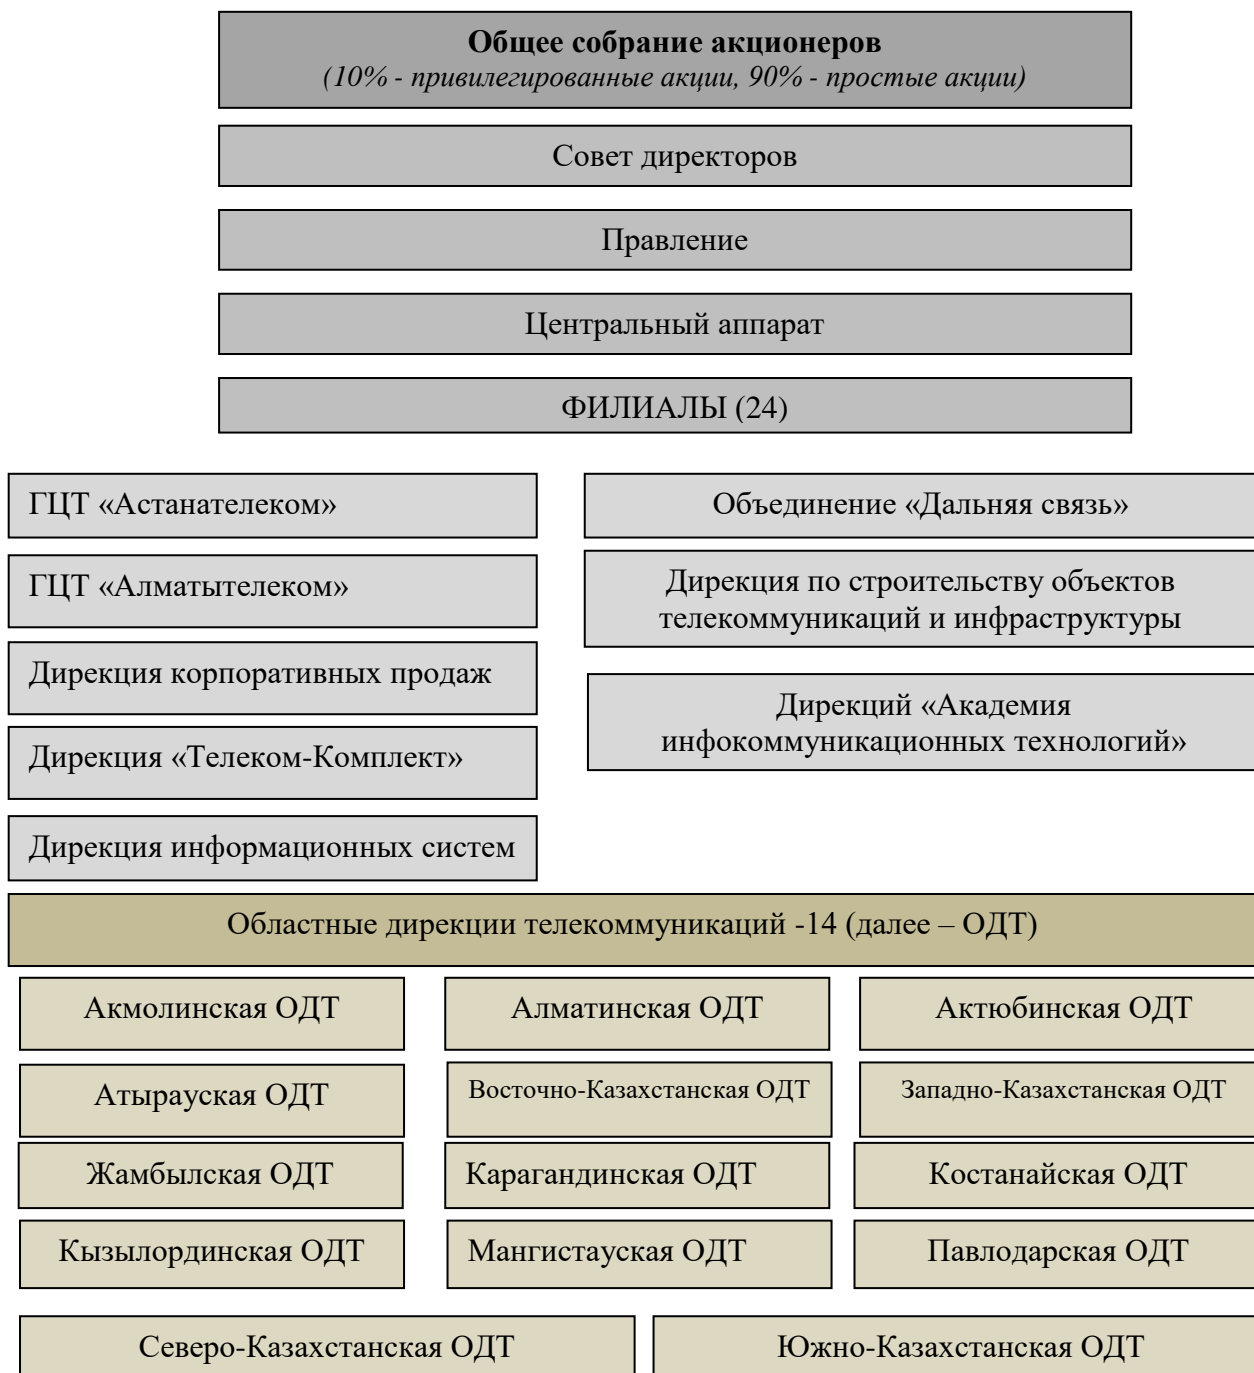 Общее собрание акционеров
(10% - привилегированные акции, 90% - простые акции)
Совет директоров
Правление
Центральный аппарат
ФИЛИАЛЫ (24)
ГЦТ «Астанателеком»
ГЦТ «Алматытелеком»
Дирекция корпоративных продаж
Дирекция «Телеком-Комплект»
Дирекция информационных систем
Объединение «Дальняя связь»
Дирекция по строительству объектов
телекоммуникаций и инфраструктуры
Дирекций «Академия
инфокоммуникационных технологий»
Областные дирекции телекоммуникаций -14 (далее – ОДТ)
Акмолинская ОДТ
Алматинская ОДТ
Актюбинская ОДТ
Атырауская ОДТ
Восточно-Казахстанская ОДТ
Западно-Казахстанская ОДТ
Жамбылская ОДТ
Карагандинская ОДТ
Костанайская ОДТ
Кызылординская ОДТ
Мангистауская ОДТ
Павлодарская ОДТ
Северо-Казахстанская ОДТ
Южно-Казахстанская ОДТ